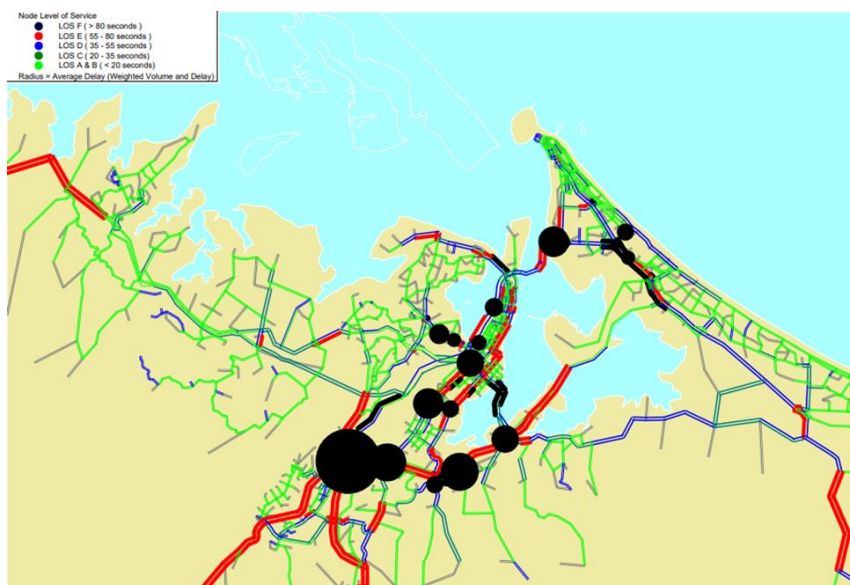 Node Level of Service
LOS F ( > 80 seconds )
LOS E ( 55 - 80 seconds )
LOS D ( 35 - 55 seconds )
LOS C ( 20 - 35 seconds)
LOS A & B ( < 20 seconds)
Radius = Average Delay (Weighted Volume and Delay)